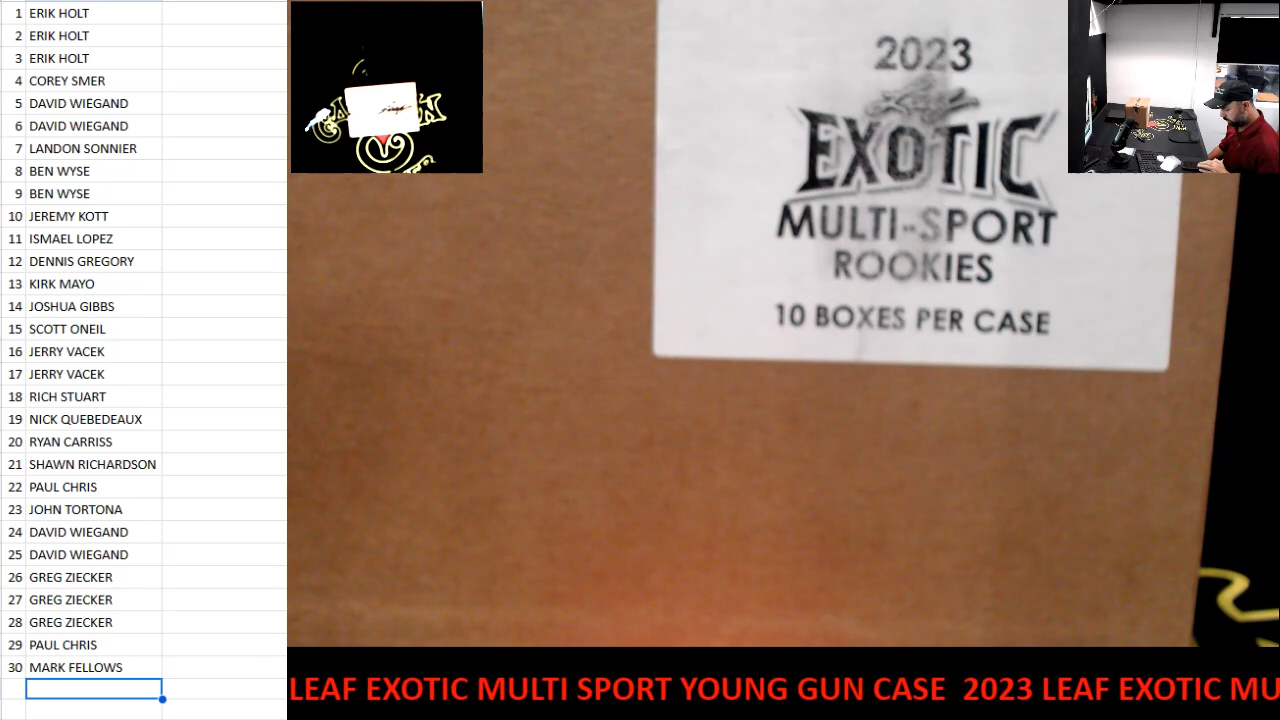 1 ERIK HOLT
2 ERIK HOLT
3 ERIK HOLT
4 COREY SMER
5 DAVID WIEGAND
6 DAVID WIEGAND
7 LANDON SONNIER
8 BEN WYSE
9 BEN WYSE
10 JEREMY KOTT
11 ISMAEL LOPEZ
12 DENNIS GREGORY
13 KIRK MAYO
14 JOSHUA GIBBS
15 SCOTT ONEIL
16 JERRY VACEK
17 JERRY VACEK
18 RICH STUART
19 NICK QUEBEDEAUX
20 RYAN CARRISS
21 SHAWN RICHARDSON
22 PAUL CHRIS
23 JOHN TORTONA
24 DAVID WIEGAND
25 DAVID WIEGAND
26 GREG ZIECKER
27 GREG ZIECKER
28 GREG ZIECKER
29 PAUL CHRIS
30 MARK FELLOWS
2023
EXOTIC
MULTI-SPORT
ROOKIES
10 BOXES PER CASE
LEAF EXOTIC MULTI SPORT YOUNG GUN CASE 2023 LEAF EXOTIC MU